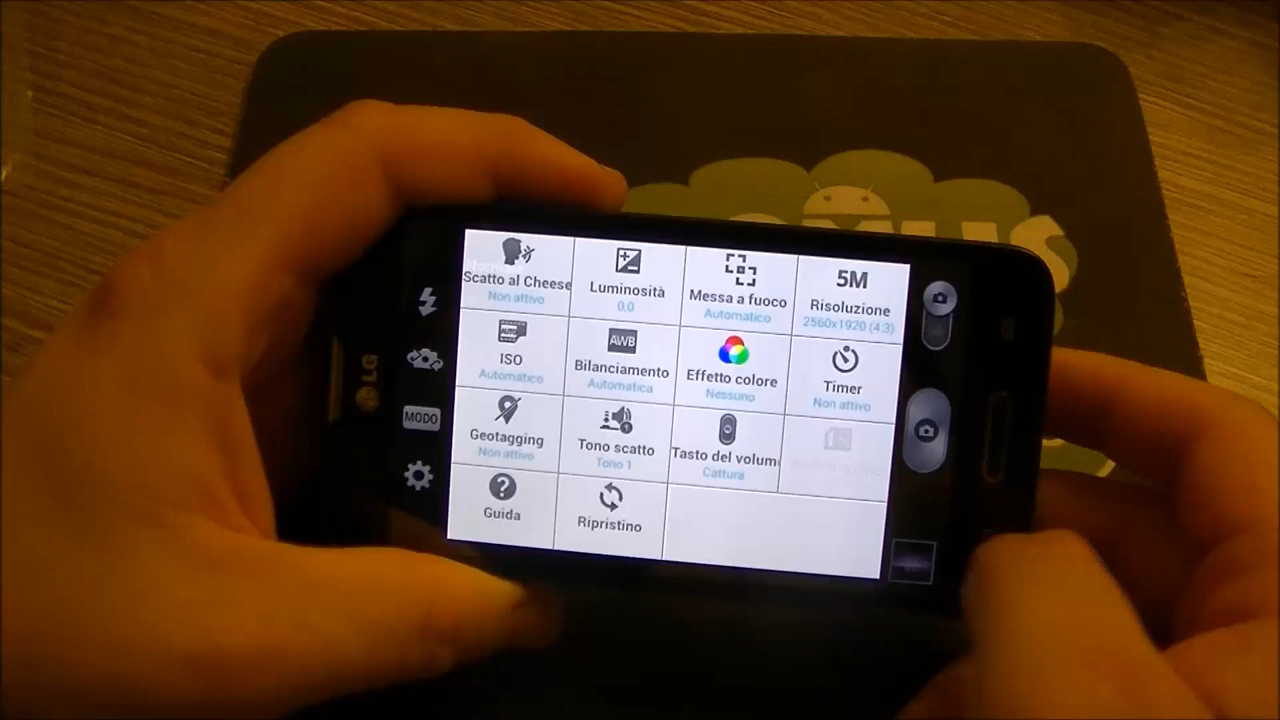 Scatto al Cheese
Non attivo
Luminosità
0,0
Messa a fuoco
Automatico
5M
Risoluzione
2560x1920 (4:3)
AUTO
ISO
Automatico
AWB
Bilanciamento
Automatica
Effetto colore
Nessuno
Timer
Non attivo
Geotagging
Non attivo
Tono scatto
Tono 1
Tasto del volum
Cattura
Guida
Ripristino
MODO
LG